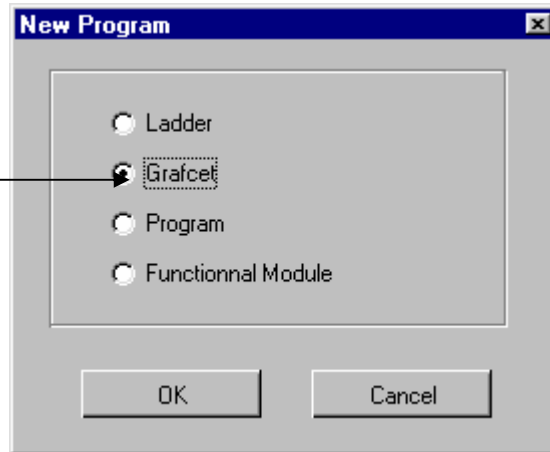 New Program
Ladder
Grafcet
Program
Functionnal Module
OK
Cancel